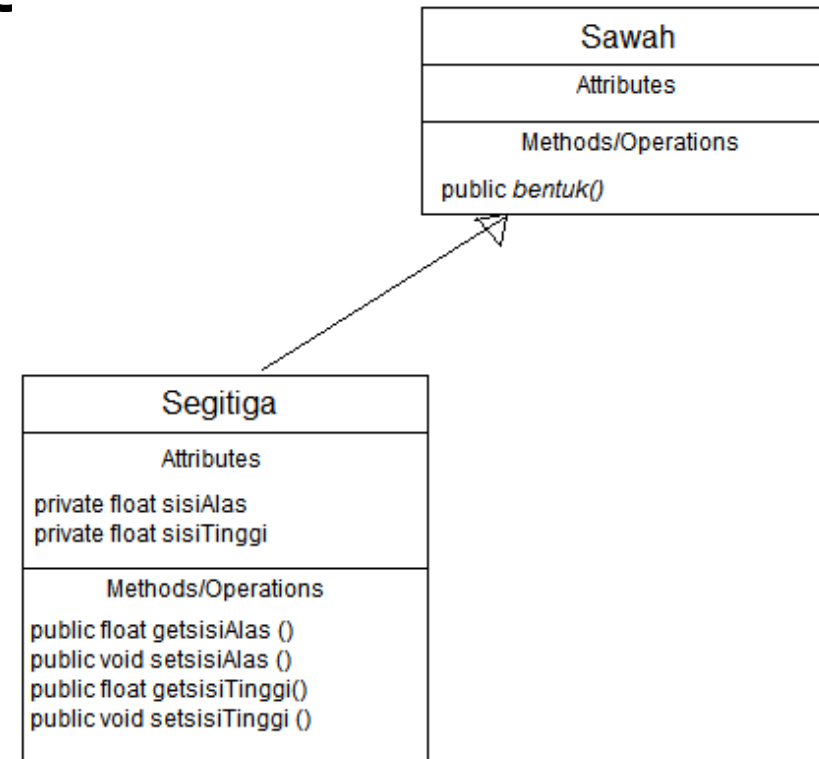 Sawah
Attributes
Methods/Operations
public bentuk()
Segitiga
Attributes
private float sisiAlas
private float sisiTinggi
Methods/Operations
public float getsisiAlas ()
public void setsisiAlas ()
public float getsisiTinggi()
public void setsisiTinggi ()